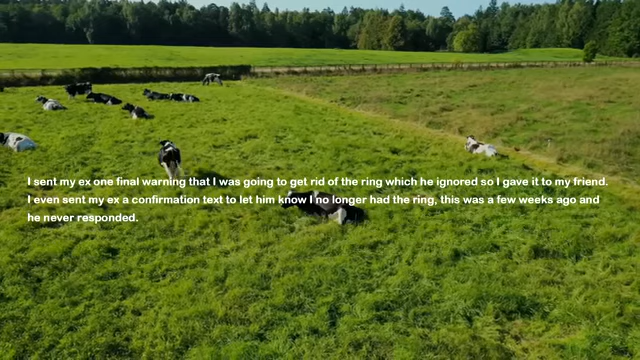 I sent my ex one final warning that I was going to get rid of the ring which he ignored so I gave it to my friend.
I even sent my ex a confirmation text to let him know I no longer had the ring, this was a few weeks ago and
he never responded.